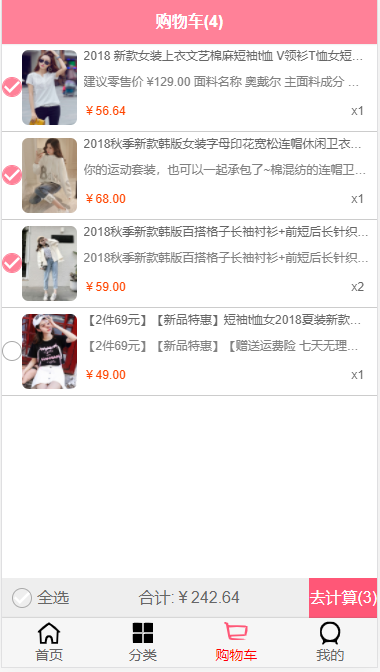 购物车(4)
2018 新款女装上衣文艺棉麻短袖t恤 V领衫T恤女短…
建议零售价 ¥129.00 面料名称 奥戴尔 主面料成分 …
￥56.64 x1
2018秋季新款韩版女装字母印花宽松连帽休闲卫衣…
你的运动套装，也可以一起承包了~棉混纺的连帽卫…
￥68.00 x1
2018秋季新款韩版百搭格子长袖衬衫+前短后长针织…
2018秋季新款韩版百搭格子长袖衬衫+前短后长针织…
￥59.00 x2
【2件69元】【新品特惠】短袖t恤女2018夏装新款…
【2件69元】【新品特惠】【赠送运费险 七天无理…
￥49.00 x1
全选 合计:￥242.64 去计算(3)
首页 分类 购物车 我的